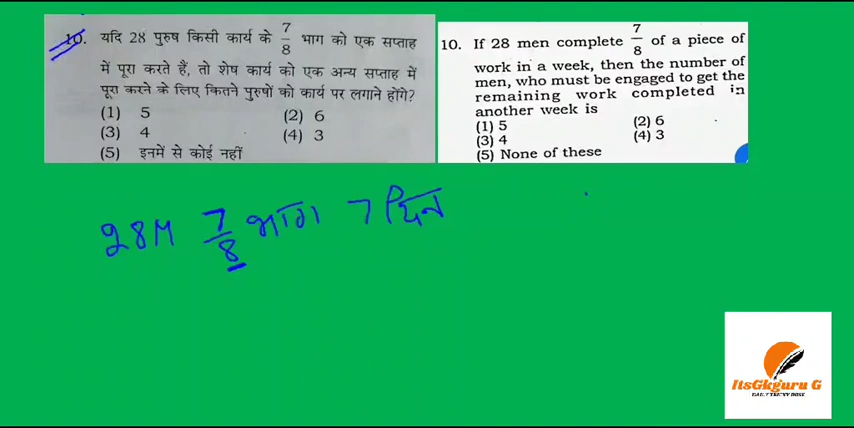 10. यदि 28 पुरुष किसी कार्य के 7/8 भाग को एक सप्ताह
में पूरा करते हैं, तो शेष कार्य को एक अन्य सप्ताह में
पूरा करने के लिए कितने पुरुषों को कार्य पर लगाने होंगे?
(1) 5 (2) 6
(3) 4 (4) 3
(5) इनमें से कोई नहीं
10. If 28 men complete 7/8 of a piece of
work in a week, then the number of
men, who must be engaged to get the
remaining work completed in
another week is
(1) 5 (2) 6
(3) 4 (4) 3
(5) None of these
28M 7/8 भाग 7 दिन
ItsGkguru G
DAILY TRICKY DOSE